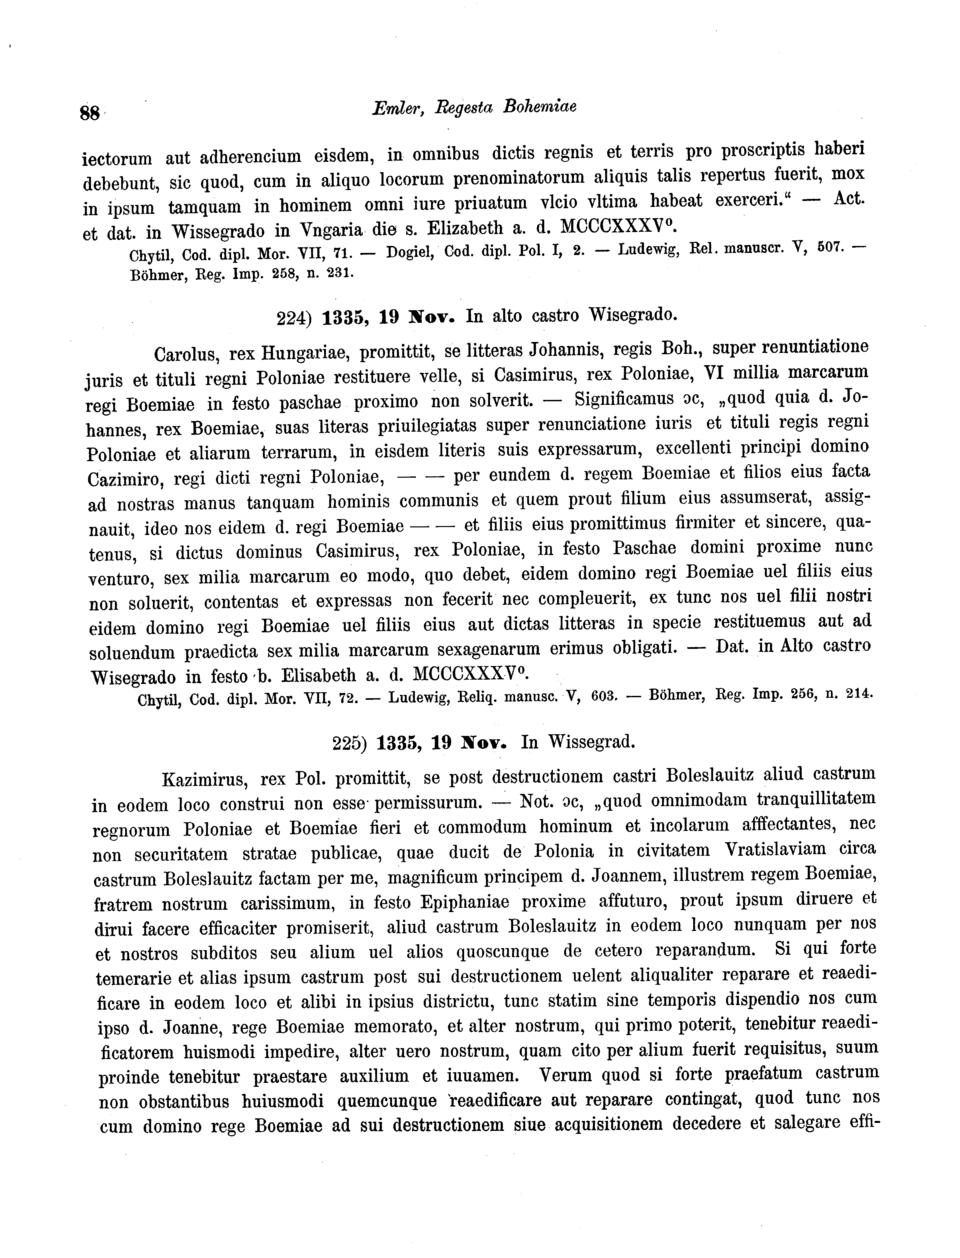 88
Emler, Regesta Bohemiae
iectorum aut adherencium eisdem, in omnibus dictis regnis et terris pro proscriptis haberi
debebunt, sic quod, cum in aliquo locorum prenominatorum aliquis talis repertus fuerit, mox
in ipsum tamquam in hominem omni iure priuatum vlcio vltima habeat exerceri.“ — Act.
et dat. in Wissegrado in Vngaria die s. Elizabeth a. d. MCCCXXXV⁰.
Chytil, Cod. dipl. Mor. VII, 71. — Dogiel, Cod. dipl. Pol. I, 2. — Ludewig, Rel. manuscr. V, 507. —
Böhmer, Reg. Imp. 258, n. 231.
224) 1335, 19 Nov. In alto castro Wisegrado.
Carolus, rex Hungariae, promittit, se litteras Johannis, regis Boh., super renuntiatione
juris et tituli regni Poloniae restituere velle, si Casimirus, rex Poloniae, VI millia marcarum
regi Boemiae in festo paschae proximo non solverit. — Significamus ɔc, „quod quia d. Jo-
hannes, rex Boemiae, suas literas priuilegiatas super renunciatione iuris et tituli regis regni
Poloniae et aliarum terrarum, in eisdem literis suis expressarum, excellenti principi domino
Cazimiro, regi dicti regni Poloniae, — — per eundem d. regem Boemiae et filios eius facta
ad nostras manus tanquam hominis communis et quem prout filium eius assumserat, assig-
nauit, ideo nos eidem d. regi Boemiae — — et filiis eius promittimus firmiter et sincere, qua-
tenus, si dictus dominus Casimirus, rex Poloniae, in festo Paschae domini proxime nunc
venturo, sex milia marcarum eo modo, quo debet, eidem domino regi Boemiae uel filiis eius
non soluerit, contentas et expressas non fecerit nec compleuerit, ex tunc nos uel filii nostri
eidem domino regi Boemiae uel filiis eius aut dictas litteras in specie restituemus aut ad
soluendum praedicta sex milia marcarum sexagenarum erimus obligati. — Dat. in Alto castro
Wisegrado in festo b. Elisabeth a. d. MCCCXXXV⁰.
Chytil, Cod. dipl. Mor. VII, 72. — Ludewig, Reliq. manusc. V, 603. — Böhmer, Reg. Imp. 256, n. 214.
225) 1335, 19 Nov. In Wissegrad.
Kazimirus, rex Pol. promittit, se post destructionem castri Boleslauitz aliud castrum
in eodem loco construi non esse permissurum. — Not. ɔc, „quod omnimodam tranquillitatem
regnorum Poloniae et Boemiae fieri et commodum hominum et incolarum afffectantes, nec
non securitatem stratae publicae, quae ducit de Polonia in civitatem Vratislaviam circa
castrum Boleslauitz factam per me, magnificum principem d. Joannem, illustrem regem Boemiae,
fratrem nostrum carissimum, in festo Epiphaniae proxime affuturo, prout ipsum diruere et
dirui facere efficaciter promiserit, aliud castrum Boleslauitz in eodem loco nunquam per nos
et nostros subditos seu alium uel alios quoscunque de cetero reparandum. Si qui forte
temerarie et alias ipsum castrum post sui destructionem uelent aliqualiter reparare et reaedi-
ficare in eodem loco et alibi in ipsius districtu, tunc statim sine temporis dispendio nos cum
ipso d. Joanne, rege Boemiae memorato, et alter nostrum, qui primo poterit, tenebitur reaedi-
ficatorem huismodi impedire, alter uero nostrum, quam cito per alium fuerit requisitus, suum
proinde tenebitur praestare auxilium et iuuamen. Verum quod si forte praefatum castrum
non obstantibus huiusmodi quemcunque reaedificare aut reparare contingat, quod tunc nos
cum domino rege Boemiae ad sui destructionem siue acquisitionem decedere et salegare effi-